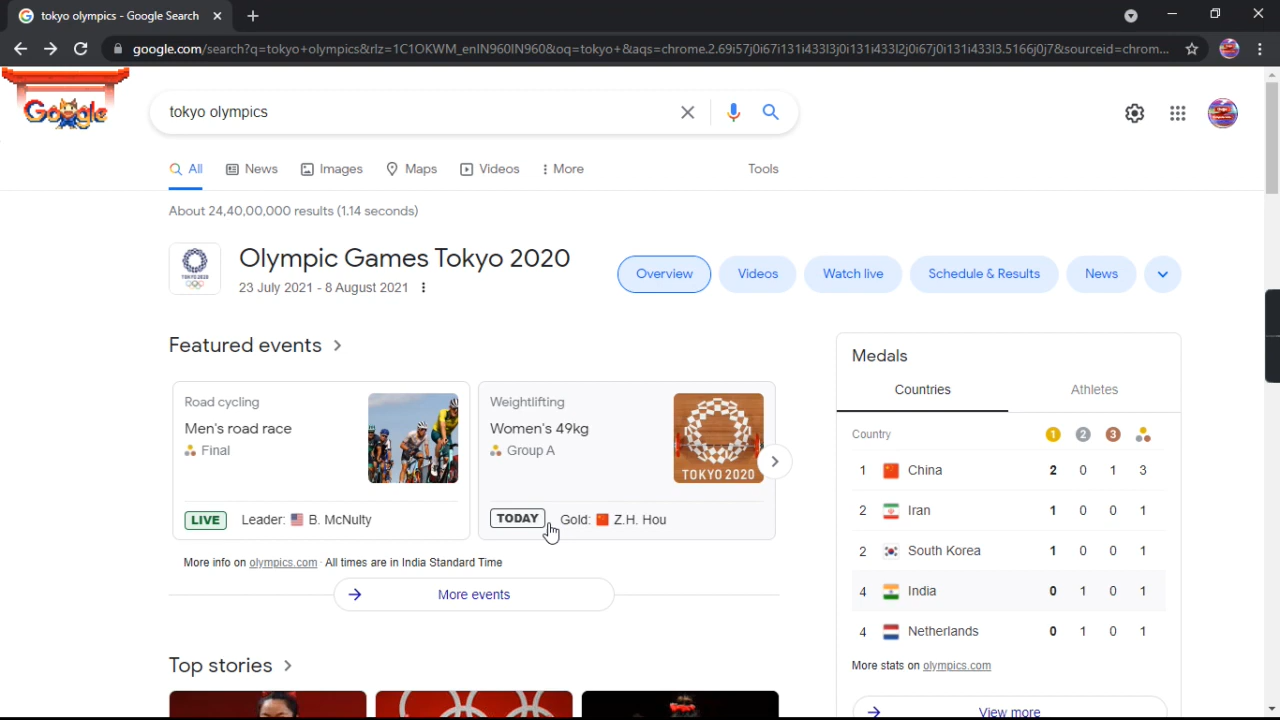 tokyo olympics - Google Search
google.com/search?q=tokyo+olympics&rlz=1C1OKWM_enIN960IN960&oq=tokyo+&aqs=chrome.2.69i57j0i67i131i433l3j0i131i433l2j0i67j0i131i433l3.5166j0j7&sourceid=chrom...
Google
tokyo olympics
All News Images Maps Videos More Tools
About 24,40,00,000 results (1.14 seconds)
TOKYO 2020
Olympic Games Tokyo 2020
23 July 2021 - 8 August 2021
Overview Videos Watch live Schedule & Results News
Featured events
Road cycling
Men's road race
Final
LIVE Leader: B. McNulty
Weightlifting
Women's 49kg
Group A
TOKYO 2020
TODAY Gold: Z.H. Hou
More info on olympics.com · All times are in India Standard Time
More events
Top stories
Medals
Countries Athletes
Country 1 2 3
1 China 2 0 1 3
2 Iran 1 0 0 1
2 South Korea 1 0 0 1
4 India 0 1 0 1
4 Netherlands 0 1 0 1
More stats on olympics.com
View more